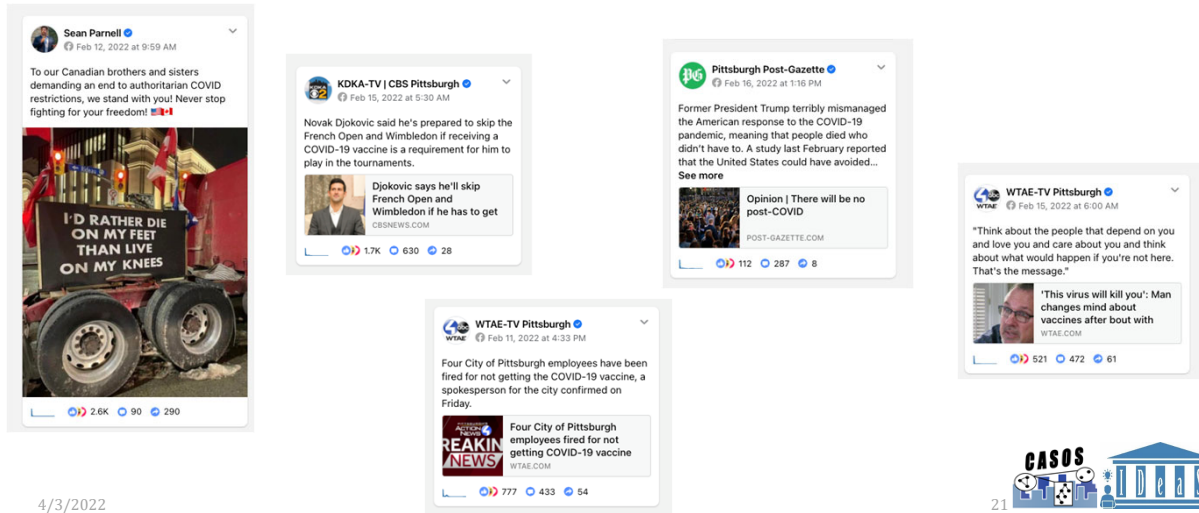 Sean Parnell
Feb 12, 2022 at 9:59 AM
To our Canadian brothers and sisters
demanding an end to authoritarian COVID
restrictions, we stand with you! Never stop
fighting for your freedom! 🇺🇸🇨🇦
I'D RATHER DIE
ON MY FEET
THAN LIVE
ON MY KNEES
2.6K 90 290
KDKA 2
KDKA-TV | CBS Pittsburgh
Feb 15, 2022 at 5:30 AM
Novak Djokovic said he's prepared to skip the
French Open and Wimbledon if receiving a
COVID-19 vaccine is a requirement for him to
play in the tournaments.
Djokovic says he'll skip
French Open and
Wimbledon if he has to get
CBSNEWS.COM
1.7K 630 28
WTAE
WTAE-TV Pittsburgh
Feb 11, 2022 at 4:33 PM
Four City of Pittsburgh employees have been
fired for not getting the COVID-19 vaccine, a
spokesperson for the city confirmed on
Friday.
ACTION
NEWS 4
REAKIN
NEWS
Four City of Pittsburgh
employees fired for not
getting COVID-19 vaccine
WTAE.COM
777 433 54
PG
Pittsburgh Post-Gazette
Feb 16, 2022 at 1:16 PM
Former President Trump terribly mismanaged
the American response to the COVID-19
pandemic, meaning that people died who
didn't have to. A study last February reported
that the United States could have avoided...
See more
Opinion | There will be no
post-COVID
POST-GAZETTE.COM
112 287 8
WTAE
WTAE-TV Pittsburgh
Feb 15, 2022 at 6:00 AM
"Think about the people that depend on you
and love you and care about you and think
about what would happen if you're not here.
That's the message."
'This virus will kill you': Man
changes mind about
vaccines after bout with
WTAE.COM
521 472 61
4/3/2022
21
CASOS
IDeaS